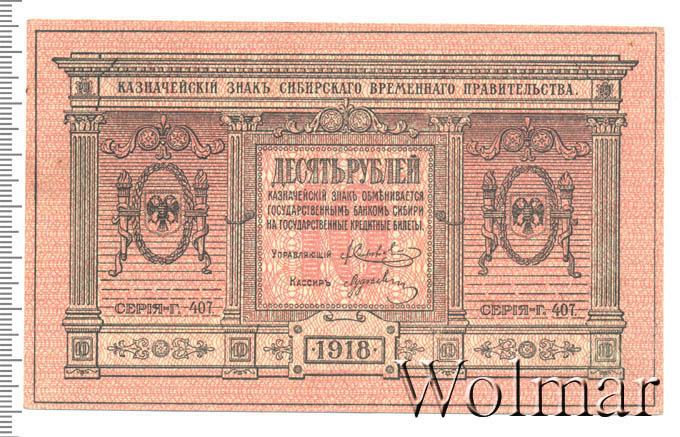 КАЗНАЧЕЙСКІЙ ЗНАКЪ СИБИРСКАГО ВРЕМЕННАГО ПРАВИТЕЛЬСТВА.
ДЕСЯТЬ РУБЛЕЙ
КАЗНАЧЕЙСКІЙ ЗНАКЪ ОБМѢНИВАЕТСЯ
ГОСУДАРСТВЕННЫМЪ БАНКОМЪ СИБИРИ
НА ГОСУДАРСТВЕННЫЕ КРЕДИТНЫЕ БИЛЕТЫ.
УПРАВЛЯЮЩІЙ
КАССИРЪ
СЕРІЯ-Г. 407.
СЕРІЯ-Г. 407.
1918
Wolmar